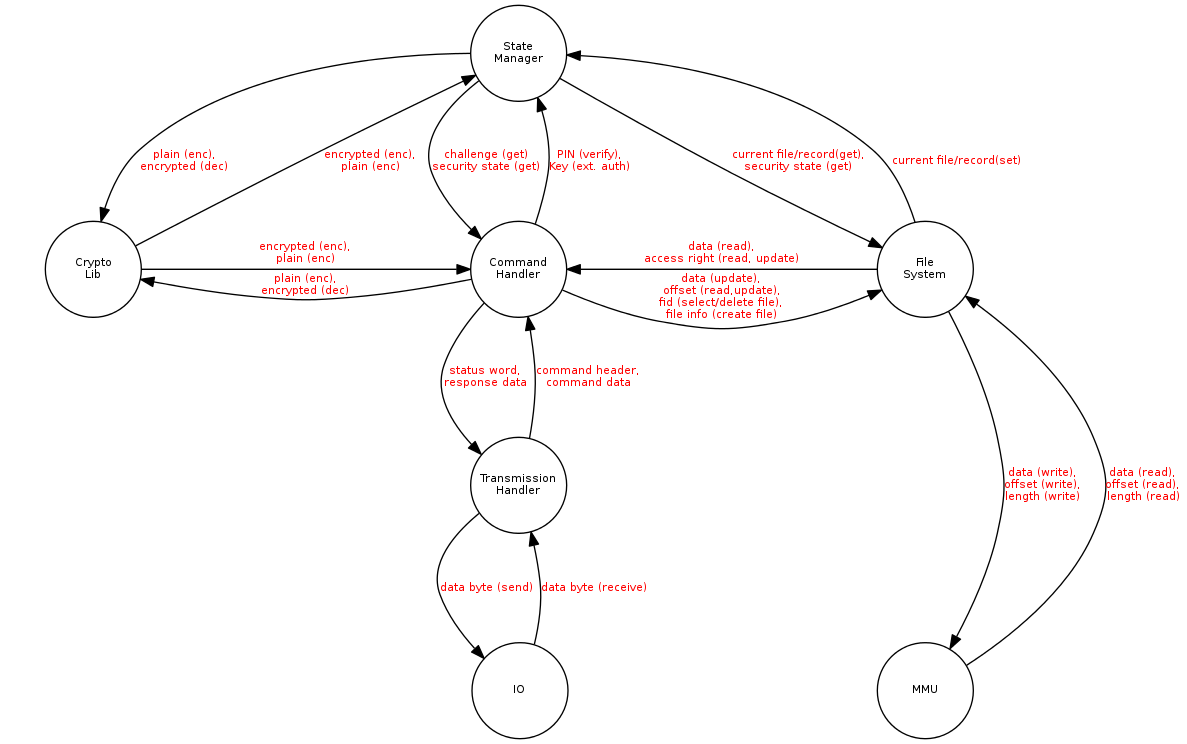 State
Manager
plain (enc),
encrypted (dec)
encrypted (enc),
plain (enc)
challenge (get)
security state (get)
PIN (verify),
Key (ext. auth)
current file/record(get),
security state (get)
current file/record(set)
Crypto
Lib
encrypted (enc),
plain (enc)
plain (enc),
encrypted (dec)
Command
Handler
data (read),
access right (read, update)
data (update),
offset (read,update),
fid (select/delete file),
file info (create file)
File
System
status word,
response data
command header,
command data
Transmission
Handler
data (write),
offset (write),
length (write)
data (read),
offset (read),
length (read)
data byte (send)
data byte (receive)
IO
MMU